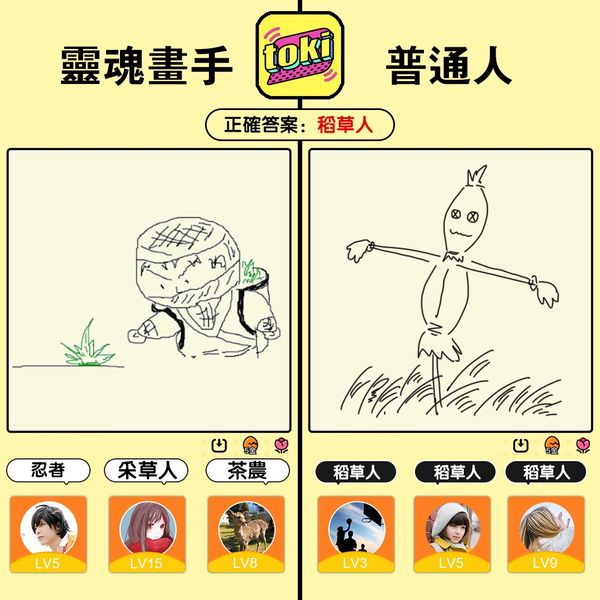 靈魂畫手
toki
普通人
正確答案：稻草人
忍者
采草人
茶農
稻草人
稻草人
稻草人
LV5
LV15
LV8
LV3
LV5
LV9